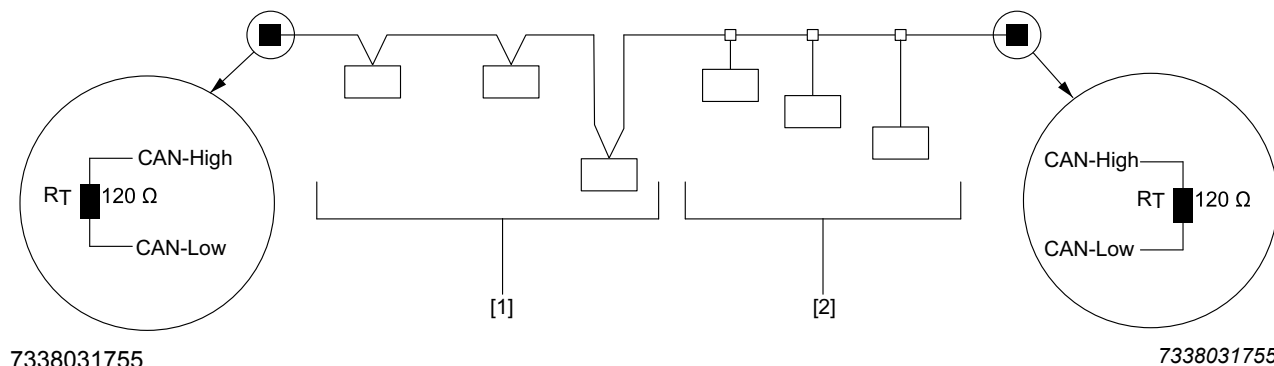 CAN-High
RT 120 Ω
CAN-Low
CAN-High
RT 120 Ω
CAN-Low
[1]
[2]
7338031755
7338031755